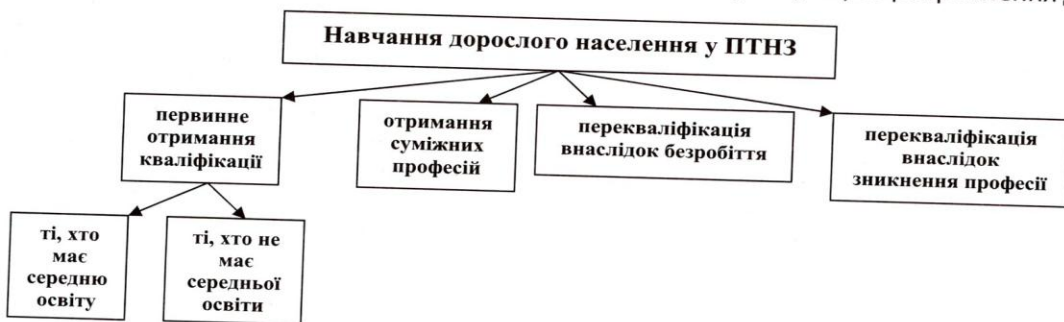 Навчання дорослого населення у ПТНЗ
первинне
отримання
кваліфікації
отримання
суміжних
професій
перекваліфікація
внаслідок безробіття
перекваліфікація
внаслідок
зникнення професії
ті, хто
має
середню
освіту
ті, хто не
має
середньої
освіти